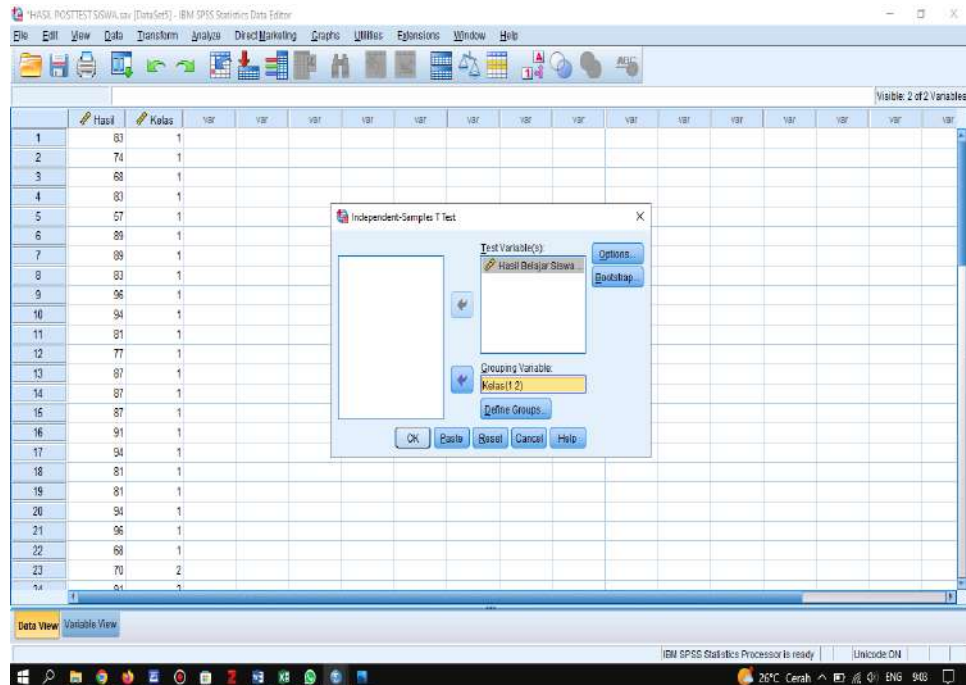 *HASIL POSTTEST SISWA.sav [DataSet5] - IBM SPSS Statistics Data Editor
File Edit View Data Transform Analyze Direct Marketing Graphs Utilities Extensions Window Help
Visible: 2 of 2 Variables
Hasil Kelas var var var var var var var var var var var var var var
1 83 1
2 74 1
3 68 1
4 83 1
5 57 1
6 89 1
7 89 1
8 83 1
9 96 1
10 94 1
11 81 1
12 77 1
13 87 1
14 87 1
15 87 1
16 91 1
17 94 1
18 81 1
19 81 1
20 94 1
21 96 1
22 68 1
23 70 2
24 91 2
Independent-Samples T Test
Test Variable(s):
Hasil Belajar Siswa ...
Options...
Bootstrap...
Grouping Variable:
Kelas(1 2)
Define Groups...
OK Paste Reset Cancel Help
Data View Variable View
IBM SPSS Statistics Processor is ready Unicode:ON
26°C Cerah ENG 9:03